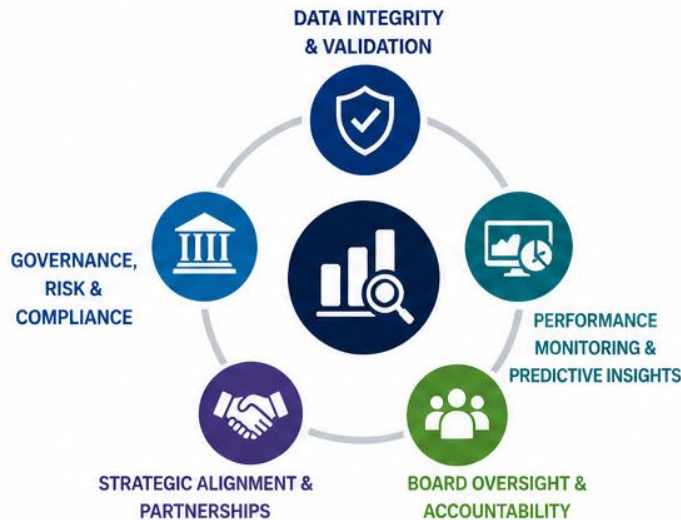 DATA INTEGRITY
& VALIDATION
GOVERNANCE,
RISK &
COMPLIANCE
PERFORMANCE
MONITORING &
PREDICTIVE INSIGHTS
STRATEGIC ALIGNMENT &
PARTNERSHIPS
BOARD OVERSIGHT &
ACCOUNTABILITY